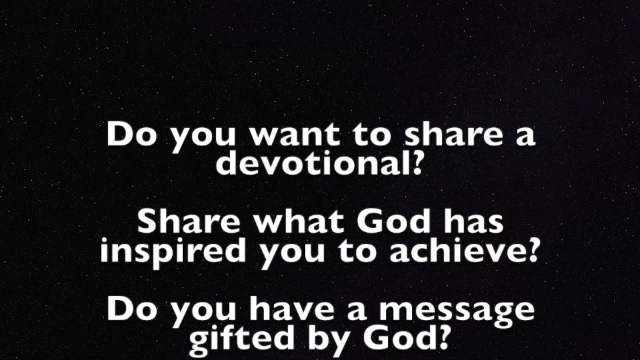 Do you want to share a
devotional?
Share what God has
inspired you to achieve?
Do you have a message
gifted by God?